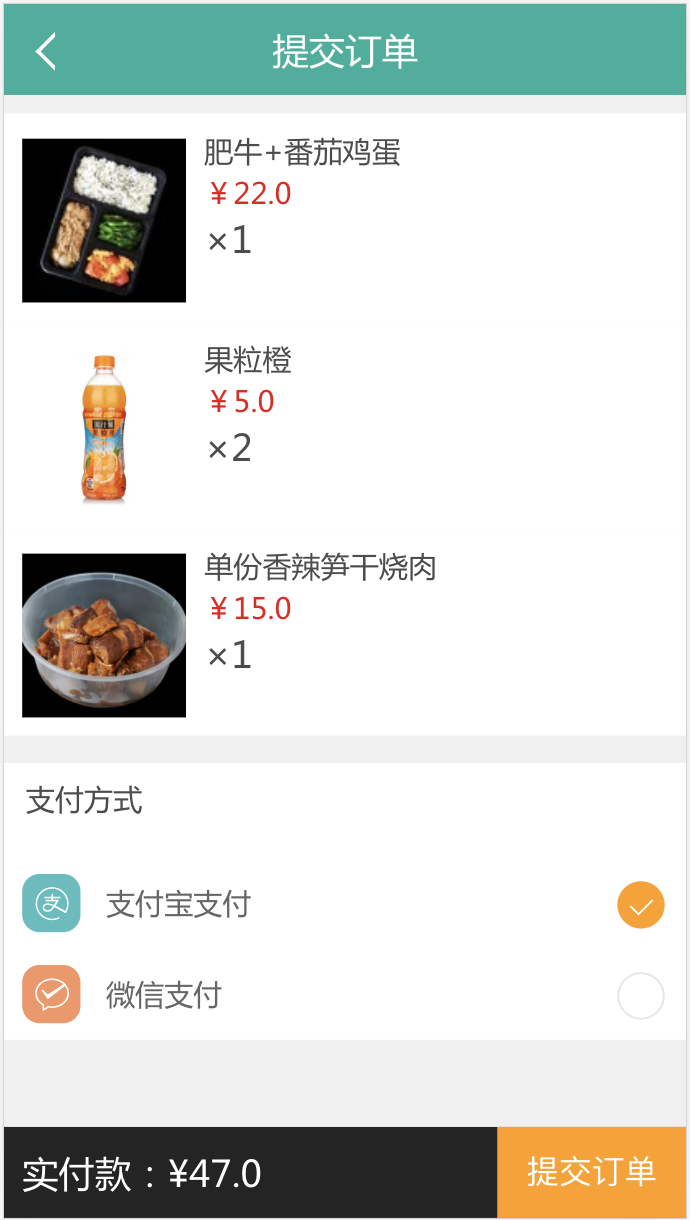 提交订单
肥牛+番茄鸡蛋
￥22.0
×1
果粒橙
￥5.0
×2
单份香辣笋干烧肉
￥15.0
×1
支付方式
支付宝支付
微信支付
实付款：¥47.0
提交订单